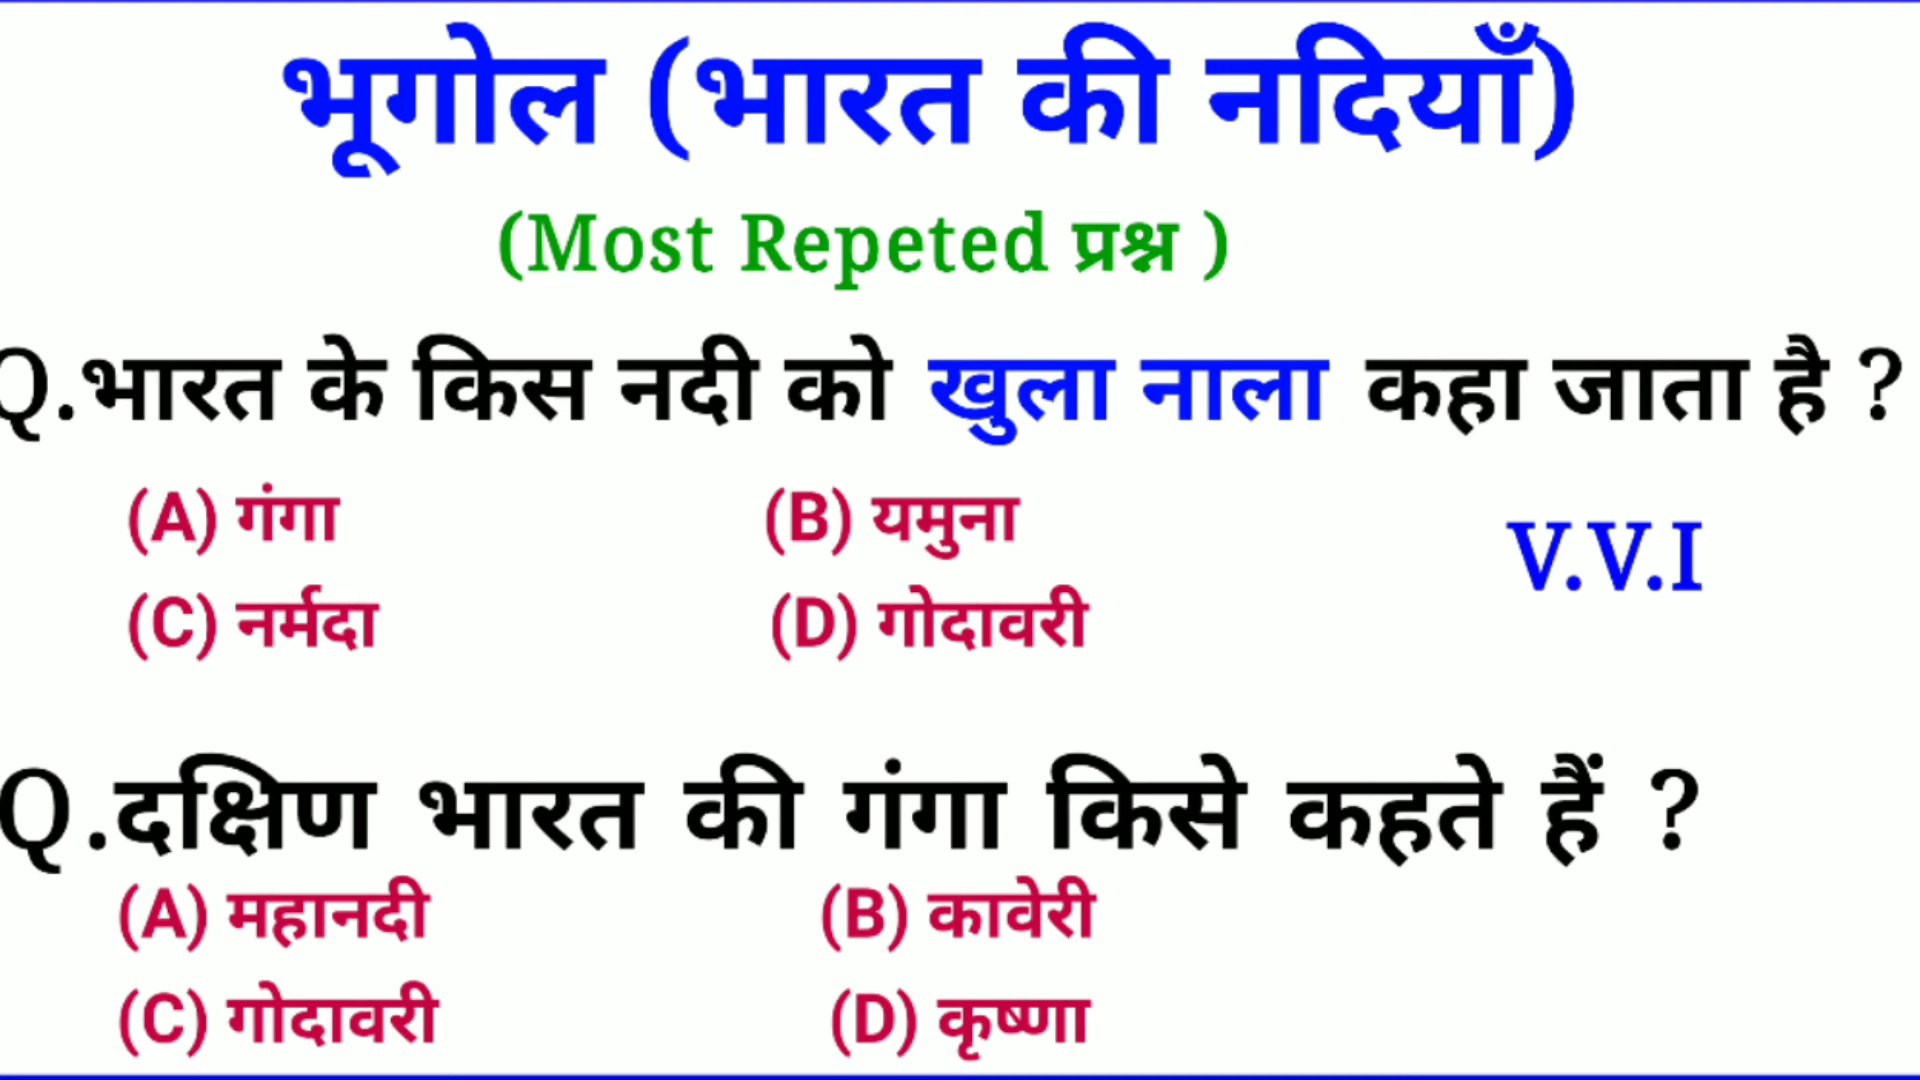 भूगोल (भारत की नदियाँ)
(Most Repeted प्रश्न )
Q.भारत के किस नदी को खुला नाला कहा जाता है ?
(A) गंगा (B) यमुना
V.V.I
(C) नर्मदा (D) गोदावरी
Q.दक्षिण भारत की गंगा किसे कहते हैं ?
(A) महानदी (B) कावेरी
(C) गोदावरी (D) कृष्णा